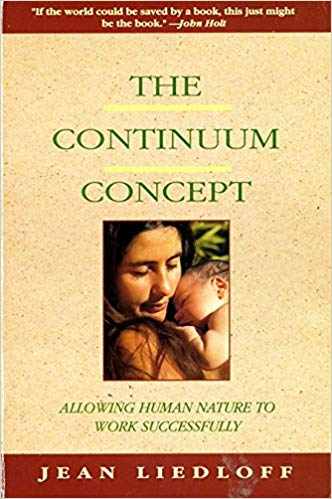 "If the world could be saved by a book, this just might
be the book."—John Holt
THE
CONTINUUM
CONCEPT
ALLOWING HUMAN NATURE TO
WORK SUCCESSFULLY
JEAN LIEDLOFF